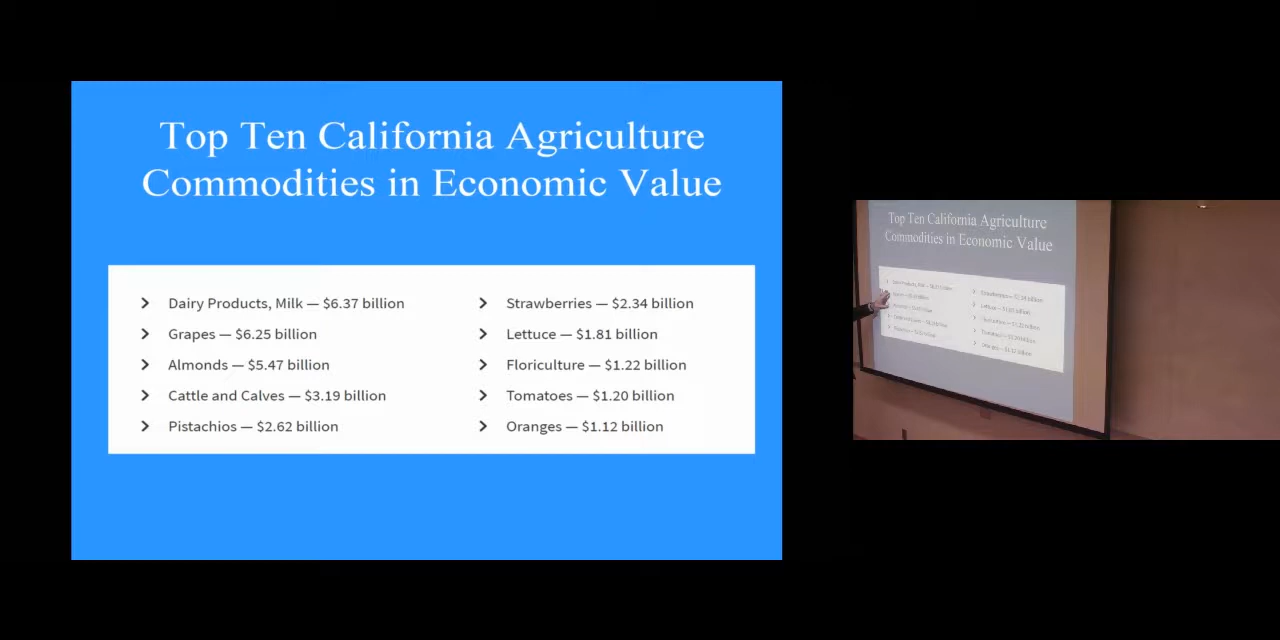 Top Ten California Agriculture
Commodities in Economic Value
Dairy Products, Milk — $6.37 billion
Grapes — $6.25 billion
Almonds — $5.47 billion
Cattle and Calves — $3.19 billion
Pistachios — $2.62 billion
Strawberries — $2.34 billion
Lettuce — $1.81 billion
Floriculture — $1.22 billion
Tomatoes — $1.20 billion
Oranges — $1.12 billion
Top Ten California Agriculture
Commodities in Economic Value